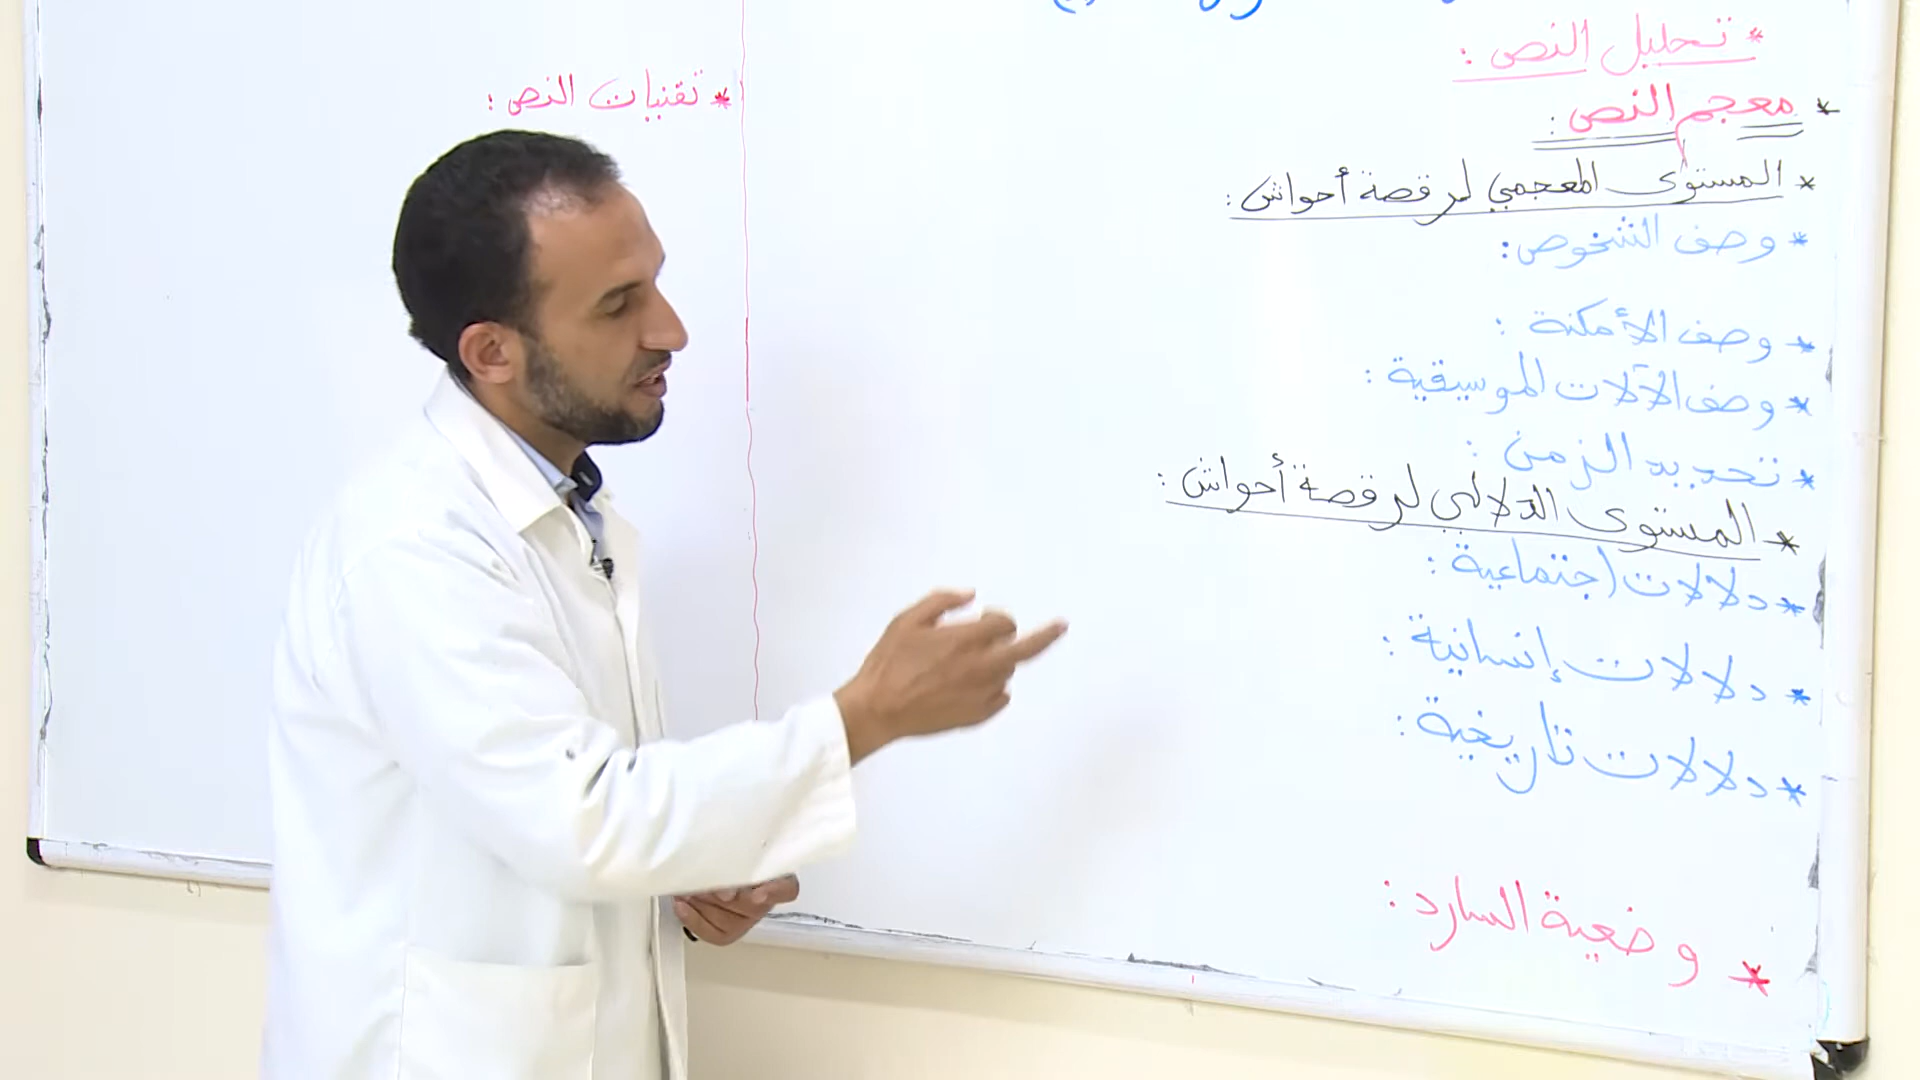 * تحليل النص :
* معجم النص :
* المستوى المعجمي لرقصة أحواش :
* وصف الشخوص :
* وصف الأمكنة :
* وصف الآلات الموسيقية :
* تحديد الزمن :
* المستوى الدلالي لرقصة أحواش :
* دلالات اجتماعية :
* دلالات إنسانية :
* دلالات تاريخية :
* وضعية السارد :
* تقنيات النص :